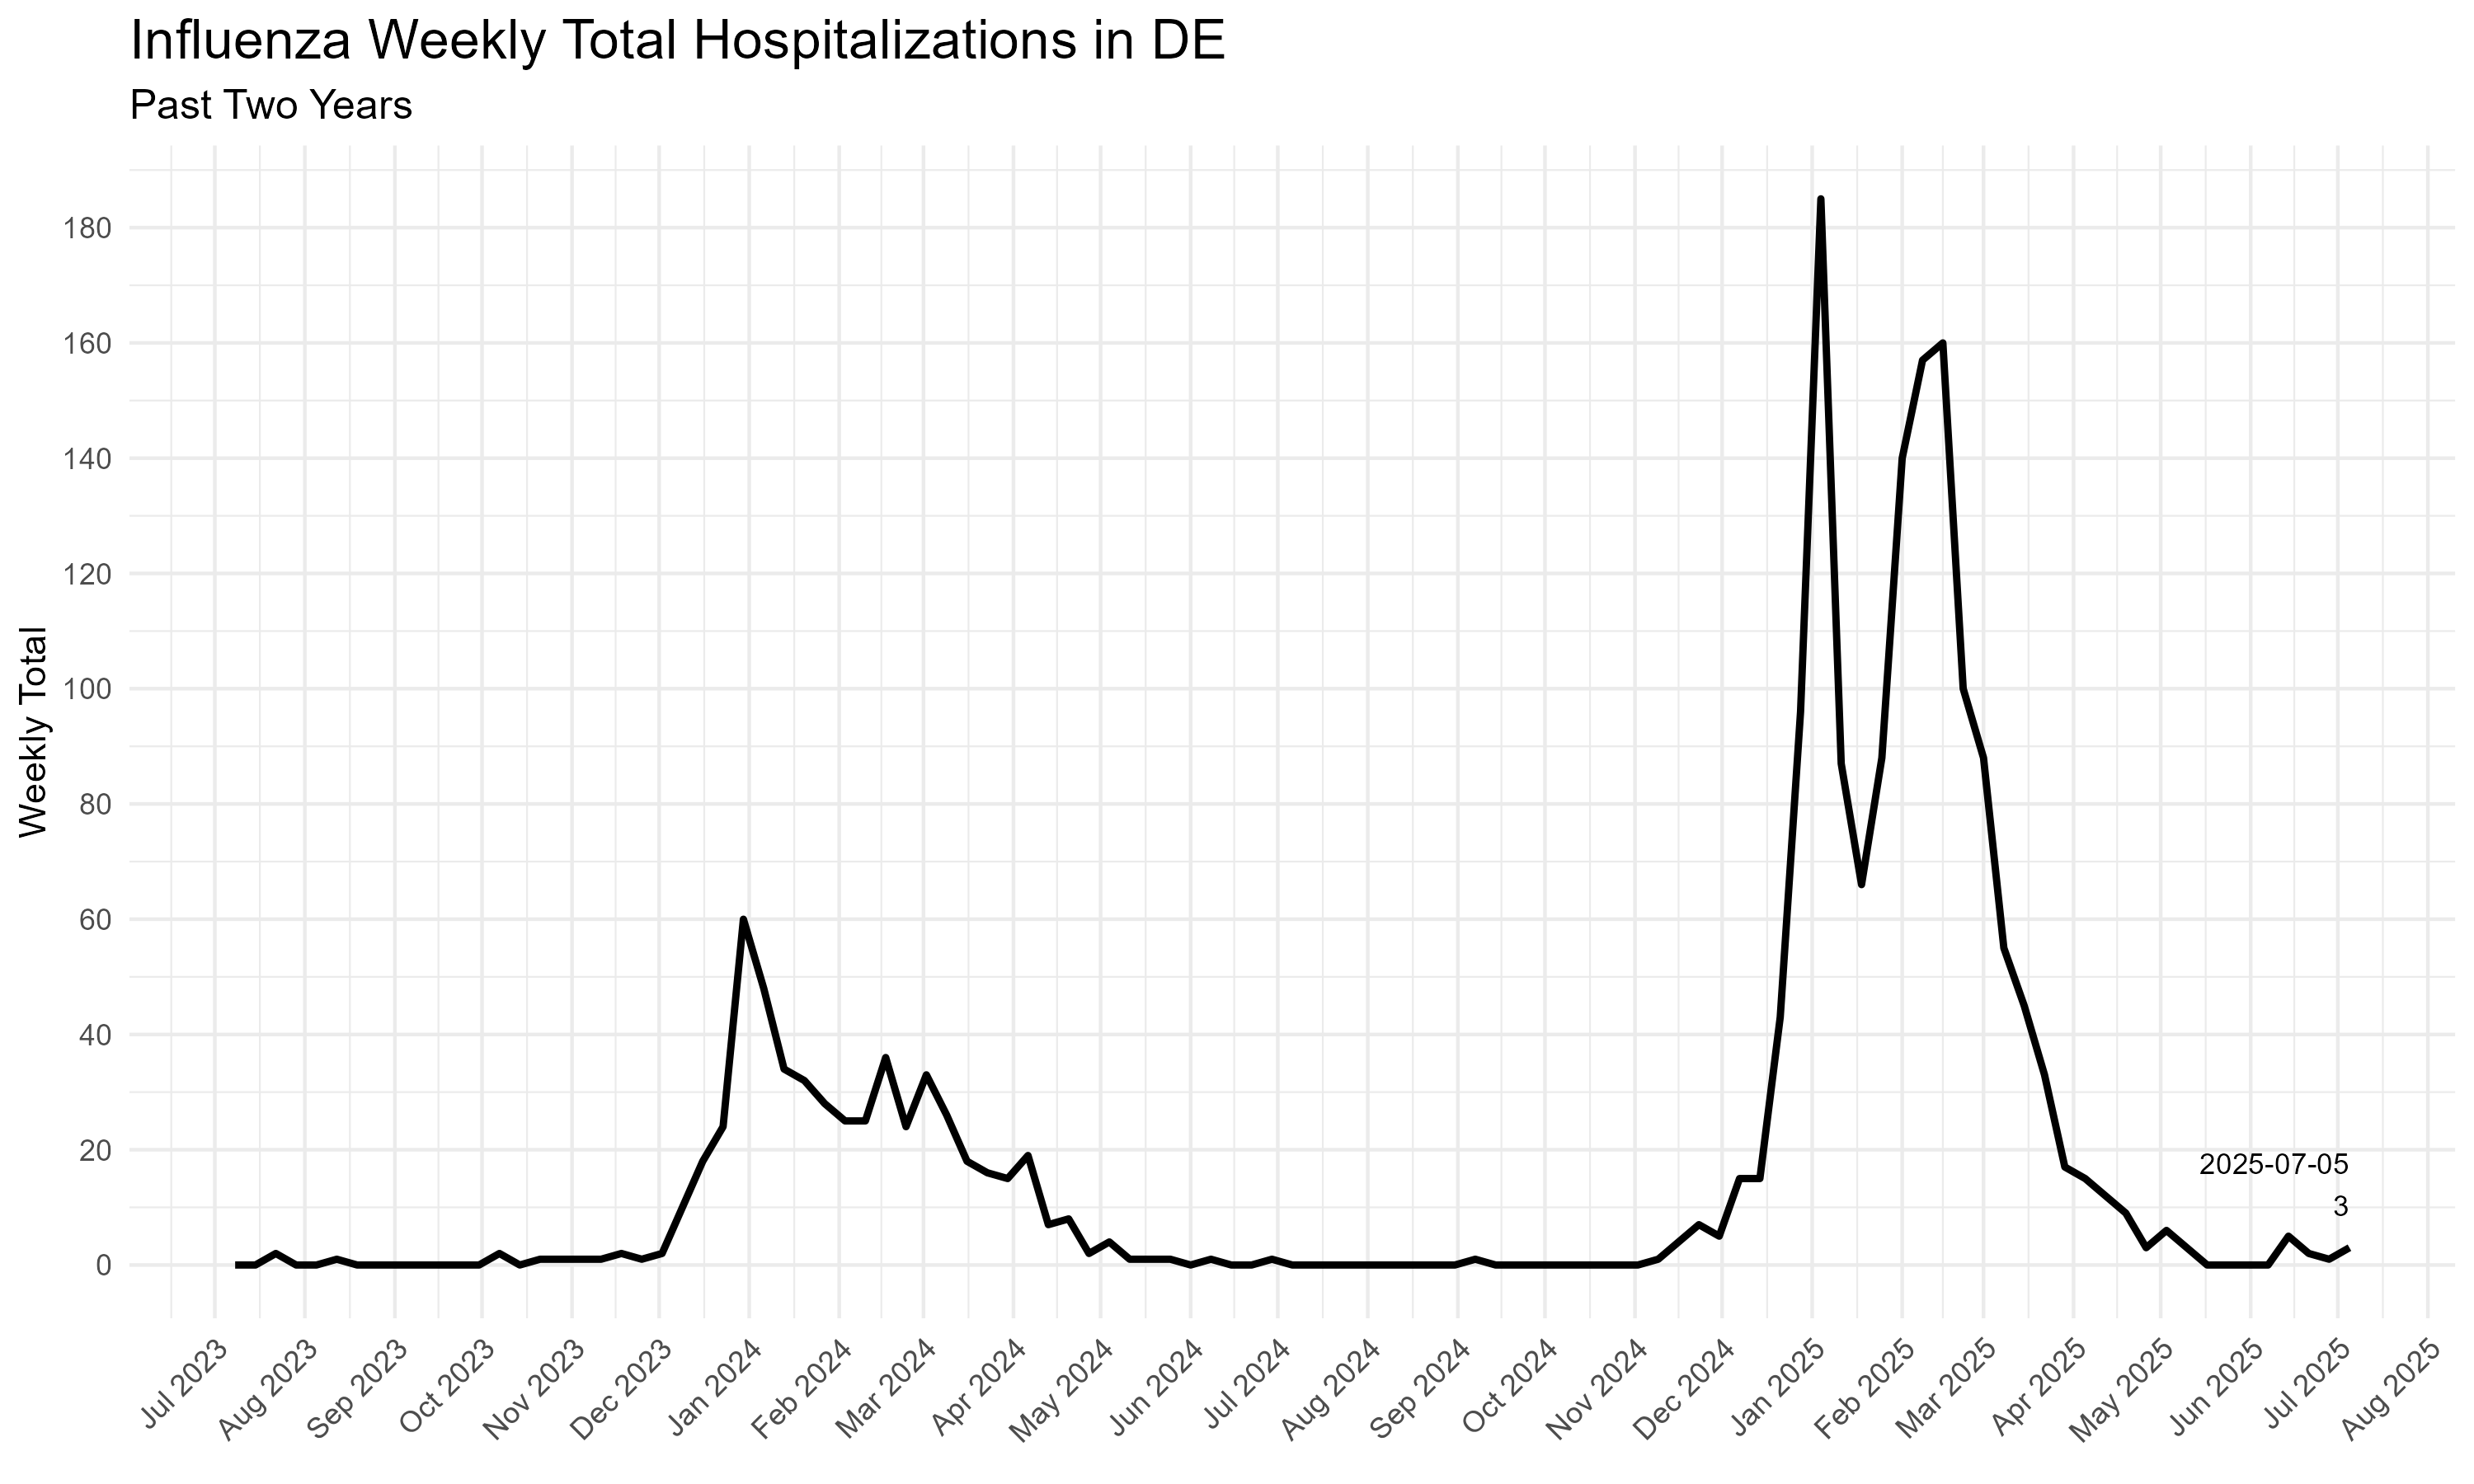 Influenza Weekly Total Hospitalizations in DE
Past Two Years
Weekly Total
180
160
140
120
100
80
60
40
20
0
2025-07-05
3
Jul 2023
Aug 2023
Sep 2023
Oct 2023
Nov 2023
Dec 2023
Jan 2024
Feb 2024
Mar 2024
Apr 2024
May 2024
Jun 2024
Jul 2024
Aug 2024
Sep 2024
Oct 2024
Nov 2024
Dec 2024
Jan 2025
Feb 2025
Mar 2025
Apr 2025
May 2025
Jun 2025
Jul 2025
Aug 2025